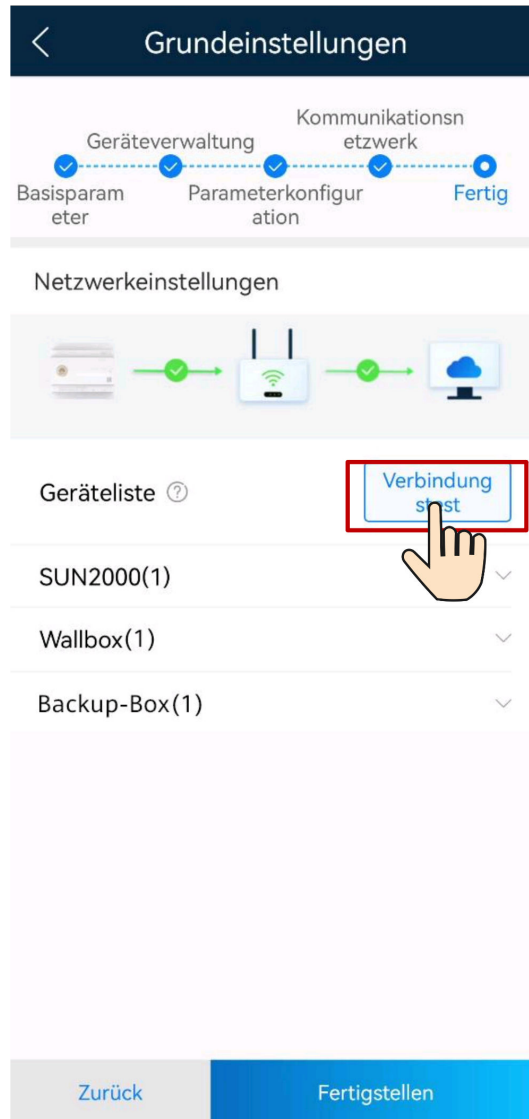 Grundeinstellungen
Kommunikationsn
etzwerk
Geräteverwaltung
Basisparam
eter
Parameterkonfigur
ation
Fertig
Netzwerkeinstellungen
Geräteliste ?
Verbindung
stest
SUN2000(1)
Wallbox(1)
Backup-Box(1)
Zurück
Fertigstellen